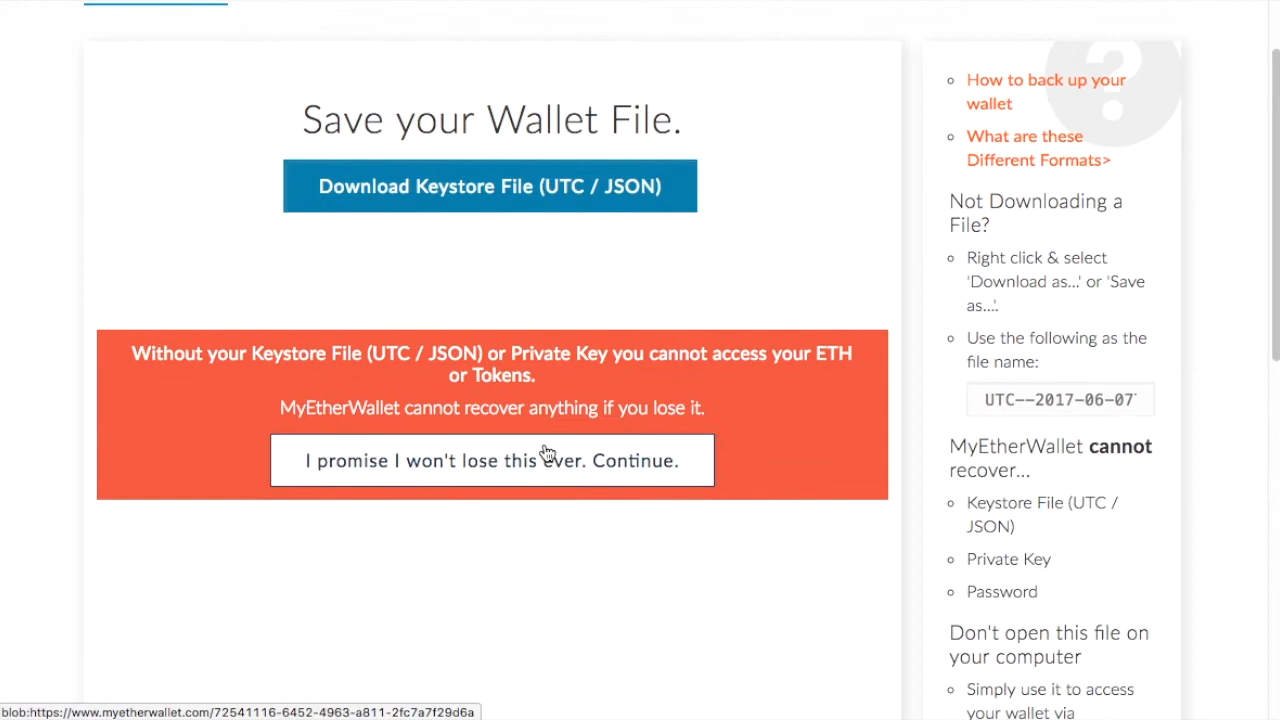 Save your Wallet File.
Download Keystore File (UTC / JSON)
Without your Keystore File (UTC / JSON) or Private Key you cannot access your ETH
or Tokens.
MyEtherWallet cannot recover anything if you lose it.
I promise I won't lose this ever. Continue.
?
How to back up your
wallet
What are these
Different Formats>
Not Downloading a
File?
Right click & select
'Download as...' or 'Save
as...'.
Use the following as the
file name:
UTC--2017-06-07
MyEtherWallet cannot
recover...
Keystore File (UTC /
JSON)
Private Key
Password
Don't open this file on
your computer
Simply use it to access
your wallet via
blob:https://www.myetherwallet.com/72541116-6452-4963-a811-2fc7a7f29d6a